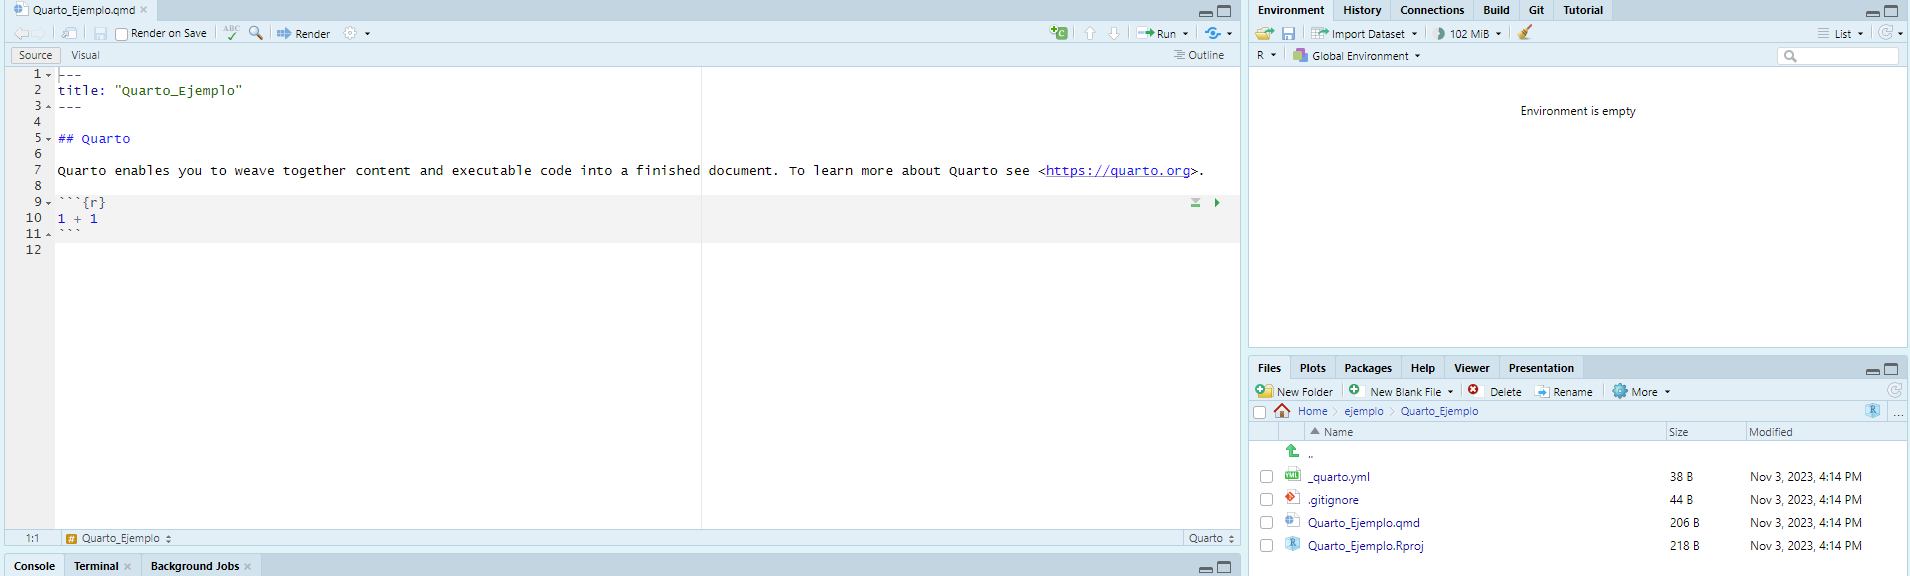 Quarto_Ejemplo.qmd
Render on Save
ABC
Render
Run
Source Visual
Outline
1 ---
2 title: "Quarto_Ejemplo"
3 ---
4
5 ## Quarto
6
7 Quarto enables you to weave together content and executable code into a finished document. To learn more about Quarto see <https://quarto.org>.
8
9 ```{r}
10 1 + 1
11 ```
12
1:1 # Quarto_Ejemplo Quarto
Console Terminal Background Jobs
Environment History Connections Build Git Tutorial
Import Dataset 102 MiB List
R Global Environment
Environment is empty
Files Plots Packages Help Viewer Presentation
New Folder New Blank File Delete Rename More
Home ejemplo Quarto_Ejemplo R ...
Name Size Modified
..
YML _quarto.yml 38 B Nov 3, 2023, 4:14 PM
.gitignore 44 B Nov 3, 2023, 4:14 PM
Quarto_Ejemplo.qmd 206 B Nov 3, 2023, 4:14 PM
R Quarto_Ejemplo.Rproj 218 B Nov 3, 2023, 4:14 PM